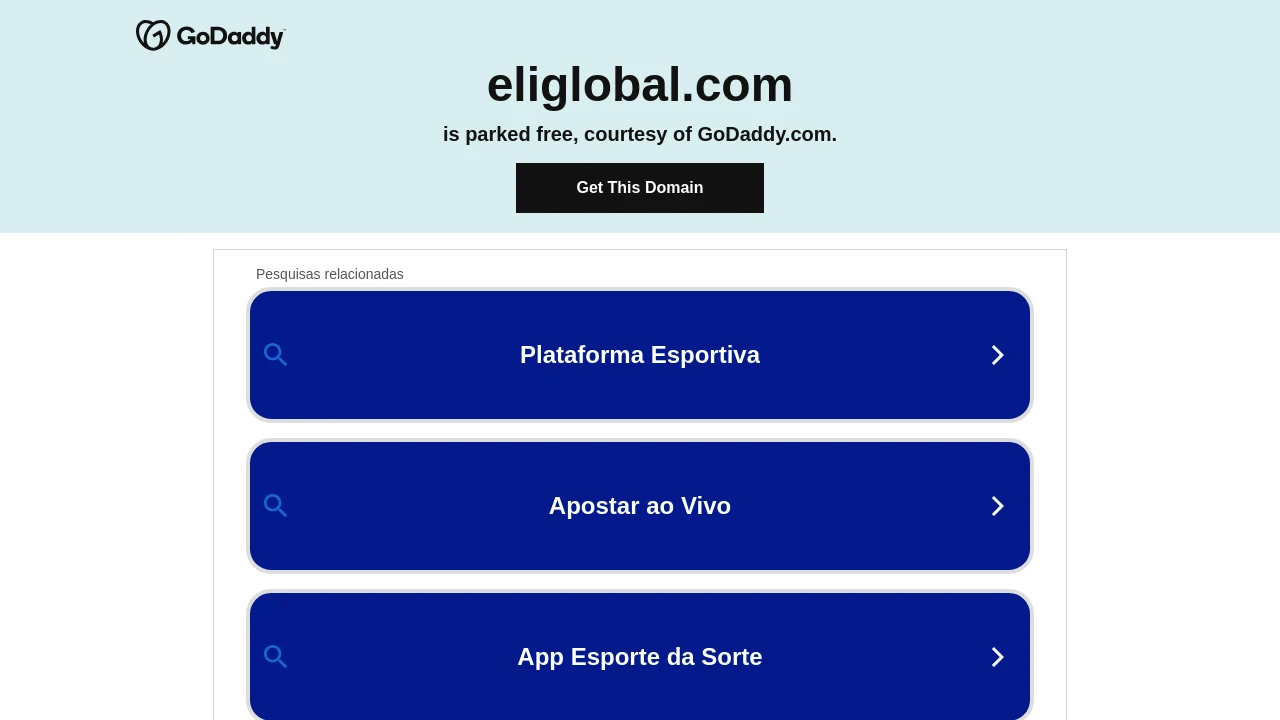 GoDaddy
eliglobal.com
is parked free, courtesy of GoDaddy.com.
Get This Domain
Pesquisas relacionadas
Plataforma Esportiva
Apostar ao Vivo
App Esporte da Sorte